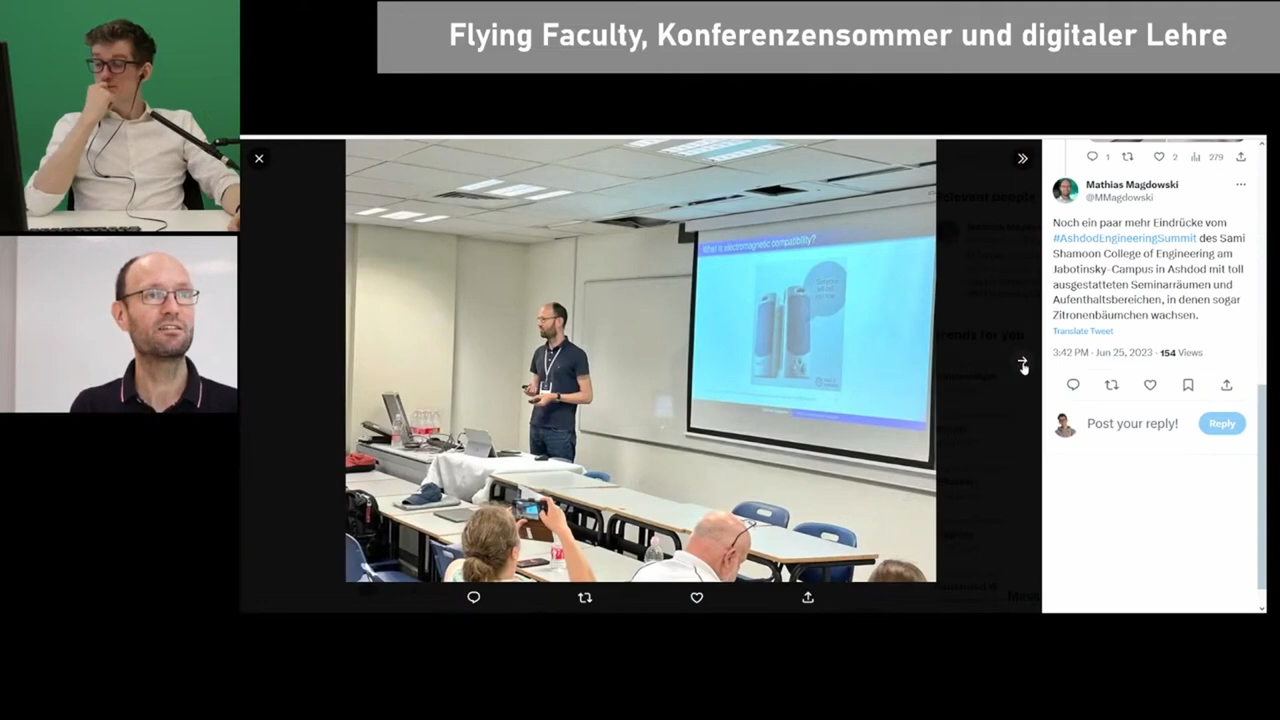 Flying Faculty, Konferenzensommer und digitaler Lehre
1
2
279
Mathias Magdowski
@MMagdowski
Noch ein paar mehr Eindrücke vom
#AshdodEngineeringSummit des Sami
Shamoon College of Engineering am
Jabotinsky-Campus in Ashdod mit toll
ausgestatteten Seminarräumen und
Aufenthaltsbereichen, in denen sogar
Zitronenbäumchen wachsen.
Translate Tweet
3:42 PM · Jun 25, 2023 · 154 Views
Post your reply!
Reply
What is electromagnetic compatibility?